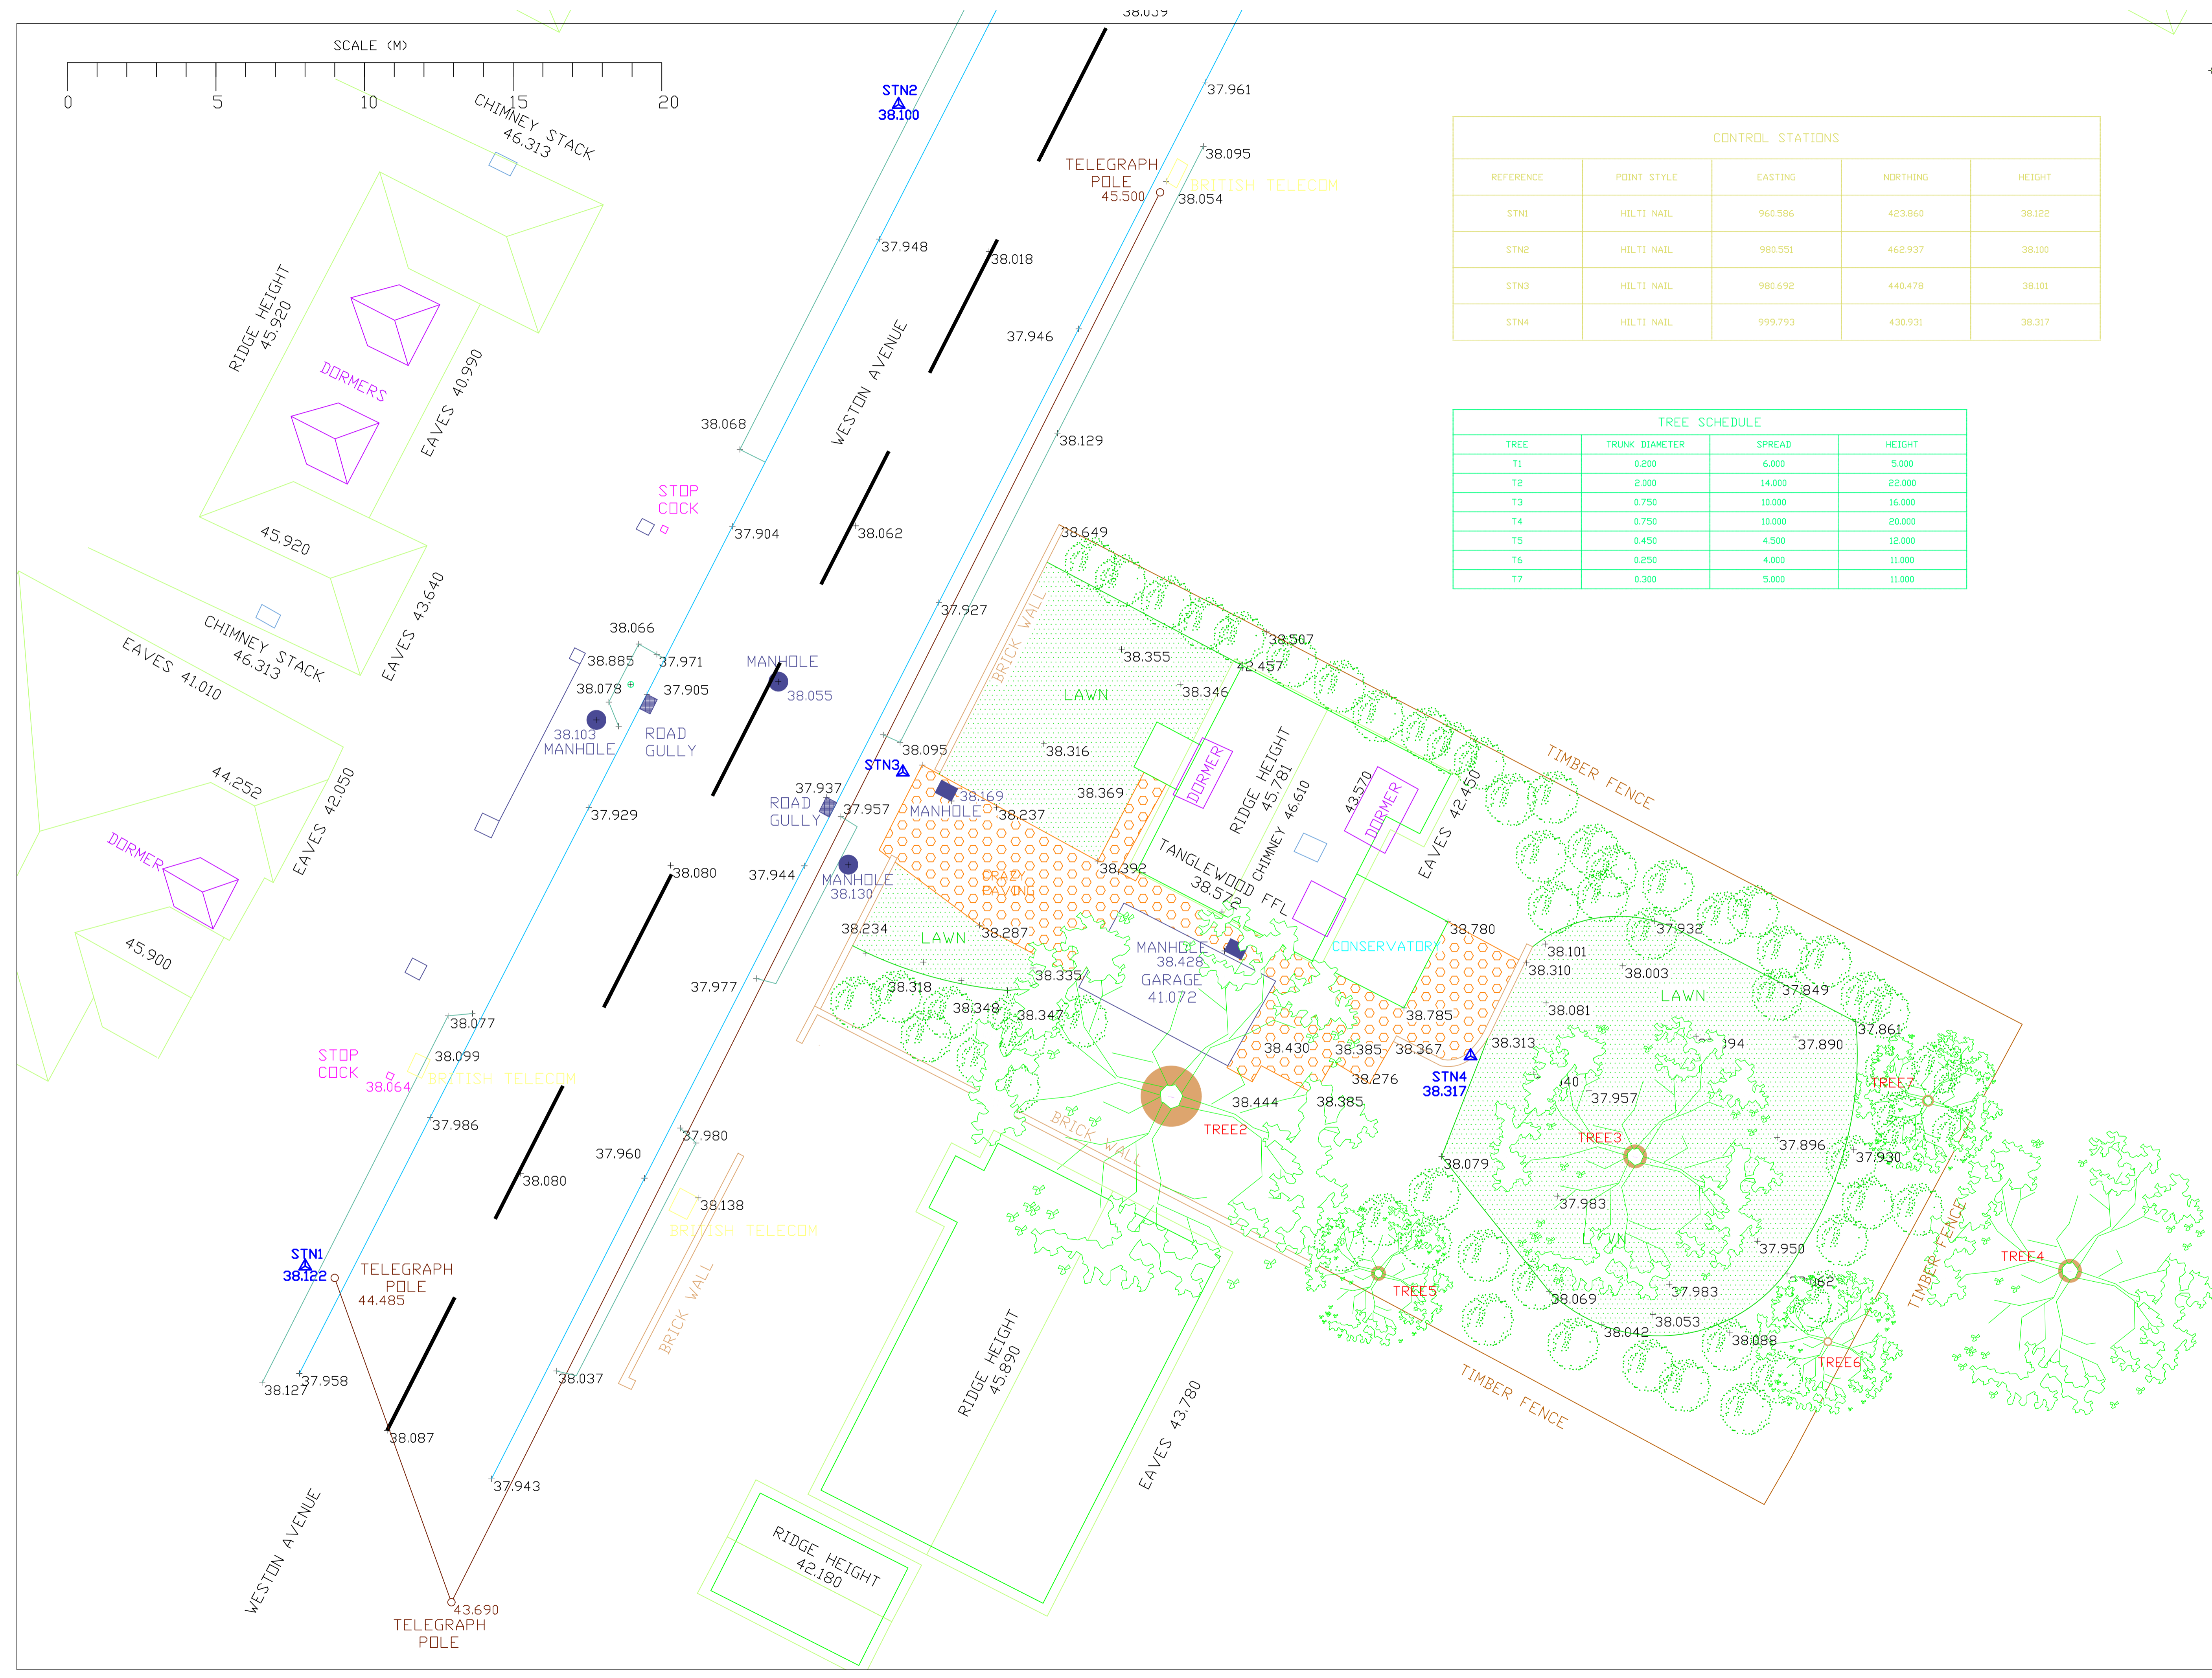 SCALE (M)
0 5 10 15 20
CHIMNEY STACK
46.313
STN2
38.100
37.961
38.095
TELEGRAPH
POLE
45.500
BRITISH TELECOM
38.054
CONTROL STATIONS
REFERENCE POINT STYLE EASTING NORTHING HEIGHT
STN1 HILTI NAIL 960.586 423.860 38.122
STN2 HILTI NAIL 980.551 462.937 38.100
STN3 HILTI NAIL 980.692 440.478 38.101
STN4 HILTI NAIL 999.793 430.931 38.317
TREE SCHEDULE
TREE TRUNK DIAMETER SPREAD HEIGHT
T1 0.200 6.000 5.000
T2 2.000 14.000 22.000
T3 0.750 10.000 16.000
T4 0.750 10.000 20.000
T5 0.450 4.500 12.000
T6 0.250 4.000 11.000
T7 0.300 5.000 11.000
37.948
38.018
RIDGE HEIGHT
45.920
DORMERS
EAVES 40.990
37.946
WESTON AVENUE
38.068
38.129
STOP
COCK
37.904
38.062
45.920
EAVES 43.640
CHIMNEY STACK
46.313
EAVES 41.010
44.252
EAVES 42.050
DORMER
45.900
38.066
38.885
37.971
38.078
37.905
38.103
MANHOLE
ROAD
GULLY
MANHOLE
38.055
37.927
38.649
BRICK WALL
38.355
38.507
42.457
38.346
LAWN
38.316
38.095
STN3
37.937
ROAD
GULLY
37.957
38.169
MANHOLE
38.237
38.369
DORMER
RIDGE HEIGHT
45.781
CHIMNEY 46.610
43.570
DORMER
EAVES 42.450
TIMBER FENCE
37.929
38.080
37.944
MANHOLE
38.130
38.392
CRAZY
PAVING
TANGLEWOOD FFL
38.572
38.234
LAWN
38.287
MANHOLE
38.428
GARAGE
41.072
CONSERVATORY
38.780
38.101
38.310
37.932
38.003
LAWN
37.849
37.977
38.318
38.335
38.348
38.347
38.785
38.081
37.861
38.077
38.099
STOP
COCK
38.064
BRITISH TELECOM
38.430
38.385
38.367
38.313
37.890
38.276
STN4
38.317
38.444
38.385
37.957
TREE7
37.986
TREE2
BRICK WALL
TREE3
37.896
37.930
37.980
37.960
38.080
38.138
BRITISH TELECOM
BRICK WALL
38.079
37.983
37.950
TIMBER FENCE
TREE4
STN1
38.122
TELEGRAPH
POLE
44.485
TREE5
38.069
37.983
38.053
38.042
38.088
TREE6
TIMBER FENCE
38.127
37.958
38.037
38.087
RIDGE HEIGHT
45.890
EAVES 43.780
37.943
WESTON AVENUE
RIDGE HEIGHT
42.180
43.690
TELEGRAPH
POLE